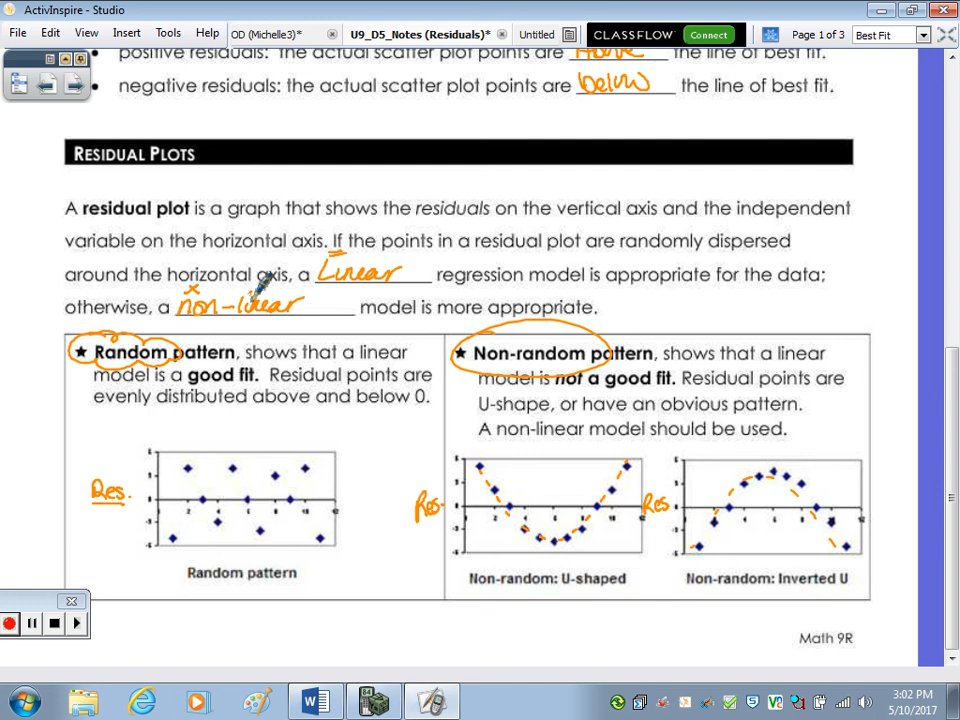 ActivInspire - Studio
File Edit View Insert Tools Help OD (Michelle3)* U9_D5_Notes (Residuals)* Untitled CLASSFLOW Connect Page 1 of 3 Best Fit
positive residuals: the actual scatter plot points are above the line of best fit.
negative residuals: the actual scatter plot points are below the line of best fit.
RESIDUAL PLOTS
A residual plot is a graph that shows the residuals on the vertical axis and the independent
variable on the horizontal axis. If the points in a residual plot are randomly dispersed
around the horizontal axis, a Linear regression model is appropriate for the data;
otherwise, a non-linear model is more appropriate.
★ Random pattern, shows that a linear
model is a good fit. Residual points are
evenly distributed above and below 0.
Res.
Random pattern
★ Non-random pattern, shows that a linear
model is not a good fit. Residual points are
U-shape, or have an obvious pattern.
A non-linear model should be used.
Res.
Non-random: U-shaped
Res
Non-random: Inverted U
Math 9R
3:02 PM
5/10/2017